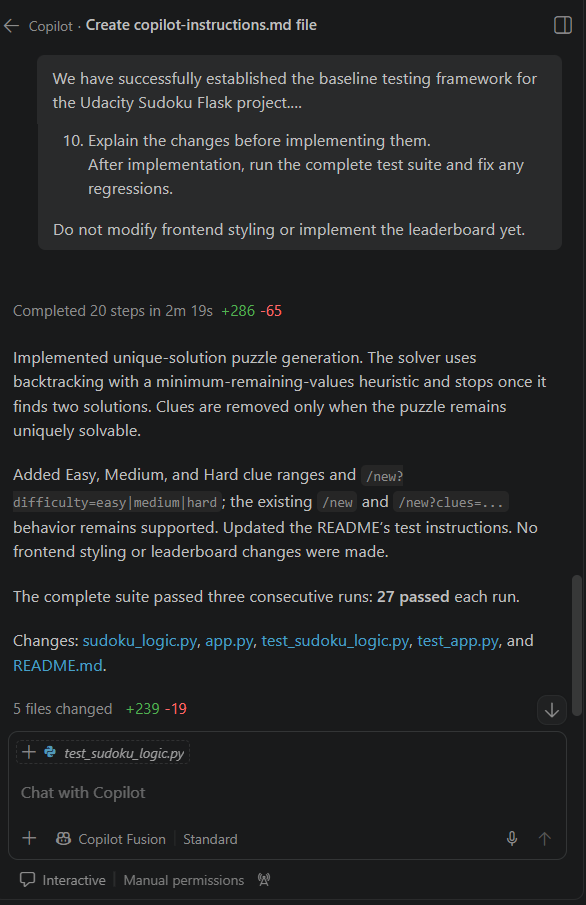 Copilot · Create copilot-instructions.md file
We have successfully established the baseline testing framework for
the Udacity Sudoku Flask project....
10. Explain the changes before implementing them.
After implementation, run the complete test suite and fix any
regressions.
Do not modify frontend styling or implement the leaderboard yet.
Completed 20 steps in 2m 19s +286 -65
Implemented unique-solution puzzle generation. The solver uses
backtracking with a minimum-remaining-values heuristic and stops once it
finds two solutions. Clues are removed only when the puzzle remains
uniquely solvable.
Added Easy, Medium, and Hard clue ranges and /new?
difficulty=easy|medium|hard; the existing /new and /new?clues=...
behavior remains supported. Updated the README's test instructions. No
frontend styling or leaderboard changes were made.
The complete suite passed three consecutive runs: 27 passed each run.
Changes: sudoku_logic.py, app.py, test_sudoku_logic.py, test_app.py, and
README.md.
5 files changed +239 -19
test_sudoku_logic.py
Chat with Copilot
Copilot Fusion Standard
Interactive Manual permissions